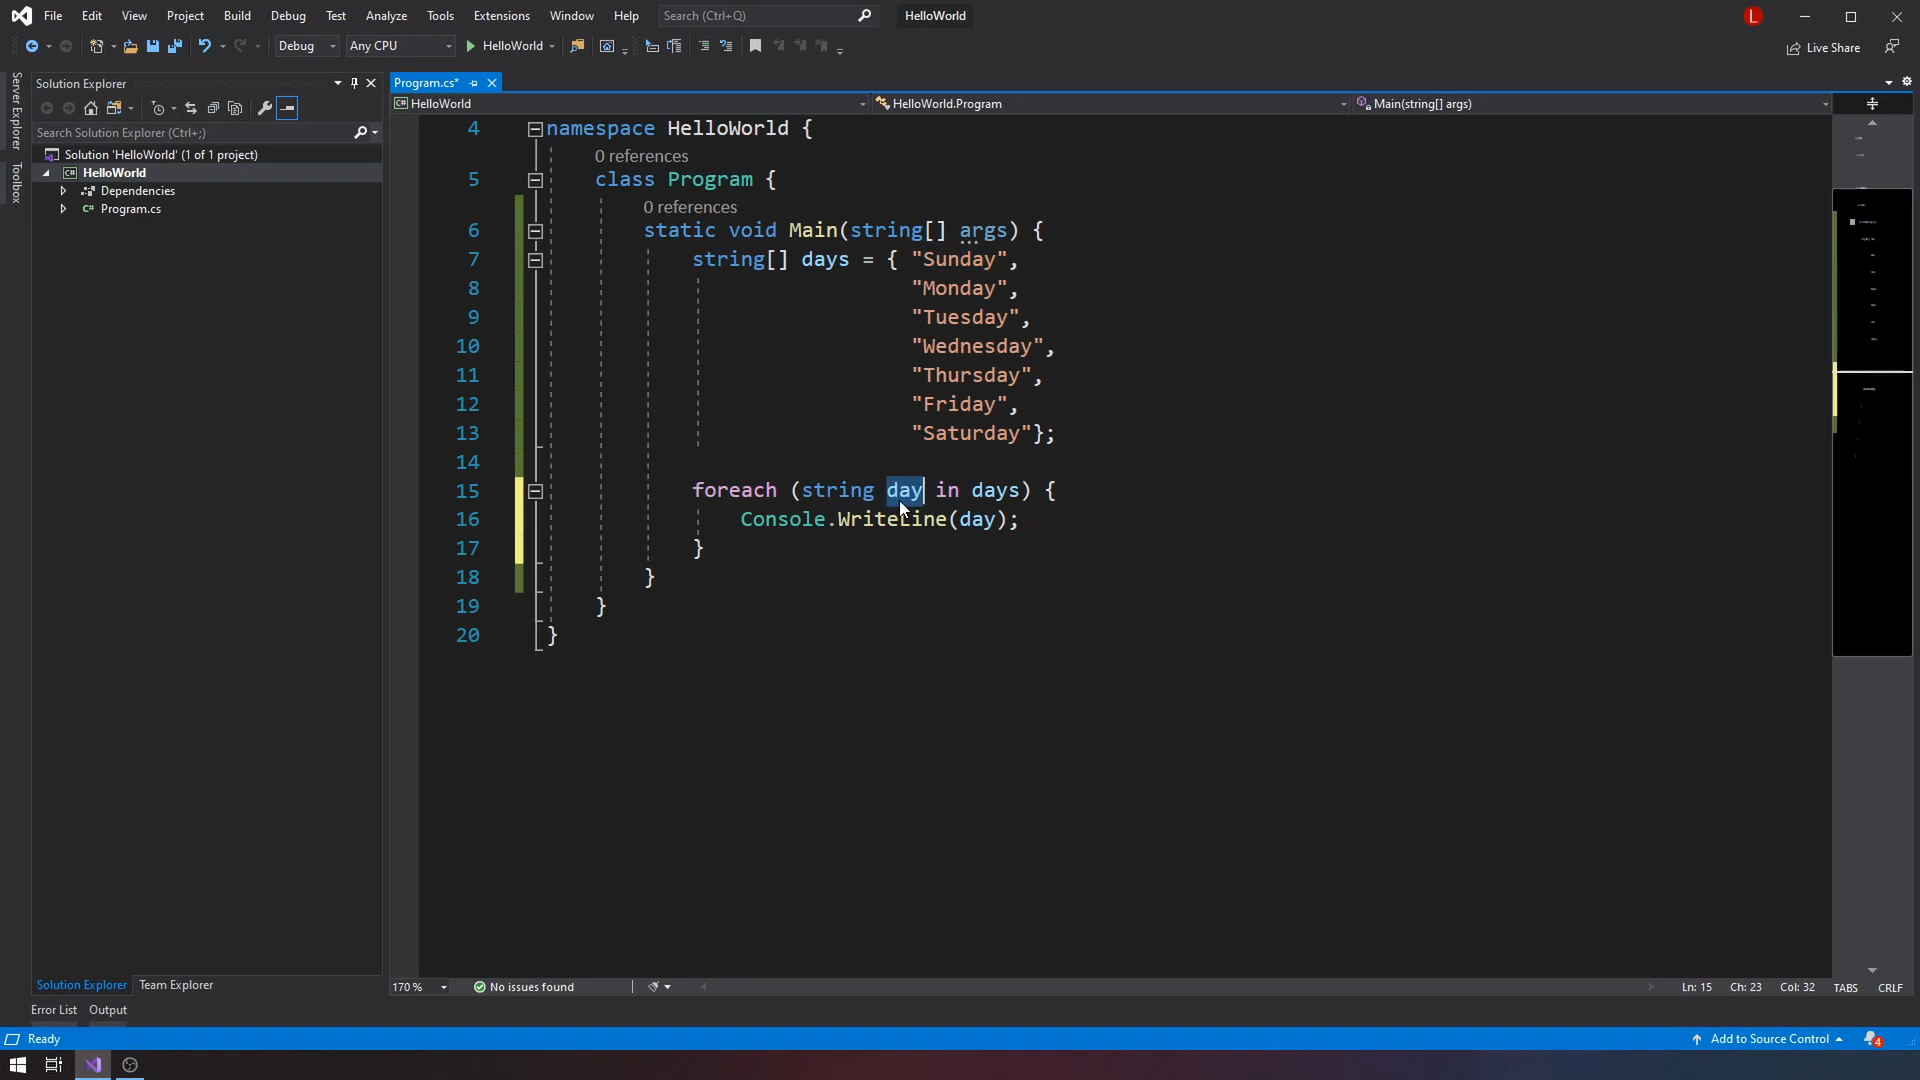 File Edit View Project Build Debug Test Analyze Tools Extensions Window Help Search (Ctrl+Q) HelloWorld L
Debug Any CPU HelloWorld Live Share
Server Explorer
Toolbox
Solution Explorer
Search Solution Explorer (Ctrl+;)
Solution 'HelloWorld' (1 of 1 project)
HelloWorld
Dependencies
C# Program.cs
Program.cs*
C# HelloWorld HelloWorld.Program Main(string[] args)
4 namespace HelloWorld {
0 references
5 class Program {
0 references
6 static void Main(string[] args) {
7 string[] days = { "Sunday",
8 "Monday",
9 "Tuesday",
10 "Wednesday",
11 "Thursday",
12 "Friday",
13 "Saturday"};
14
15 foreach (string day in days) {
16 Console.WriteLine(day);
17 }
18 }
19 }
20 }
170 % No issues found Ln: 15 Ch: 23 Col: 32 TABS CRLF
Solution Explorer Team Explorer
Error List Output
Ready Add to Source Control 4